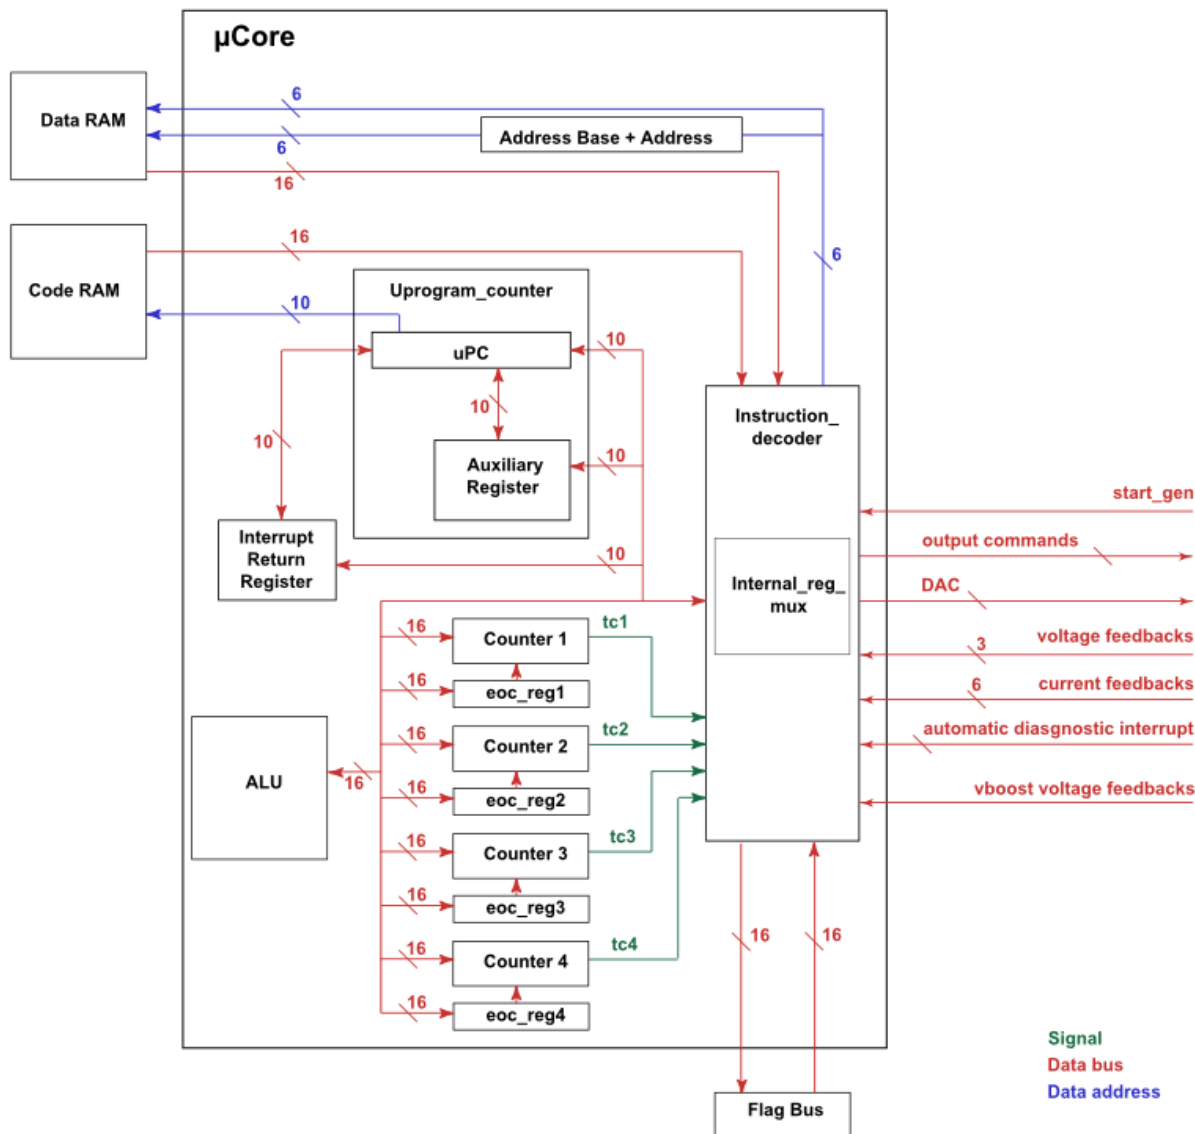 µCore
Data RAM
6
Address Base + Address
6
16
Code RAM
16
6
10
Uprogram_counter
uPC
10
10
10
Auxiliary
Register
10
Interrupt
Return
Register
10
Instruction_
decoder
Internal_reg_
mux
start_gen
output commands
DAC
3
voltage feedbacks
6
current feedbacks
automatic diasgnostic interrupt
vboost voltage feedbacks
16
Counter 1
tc1
16
eoc_reg1
16
Counter 2
tc2
ALU
16
16
eoc_reg2
16
Counter 3
tc3
16
eoc_reg3
16
Counter 4
tc4
16
eoc_reg4
16
16
Flag Bus
Signal
Data bus
Data address